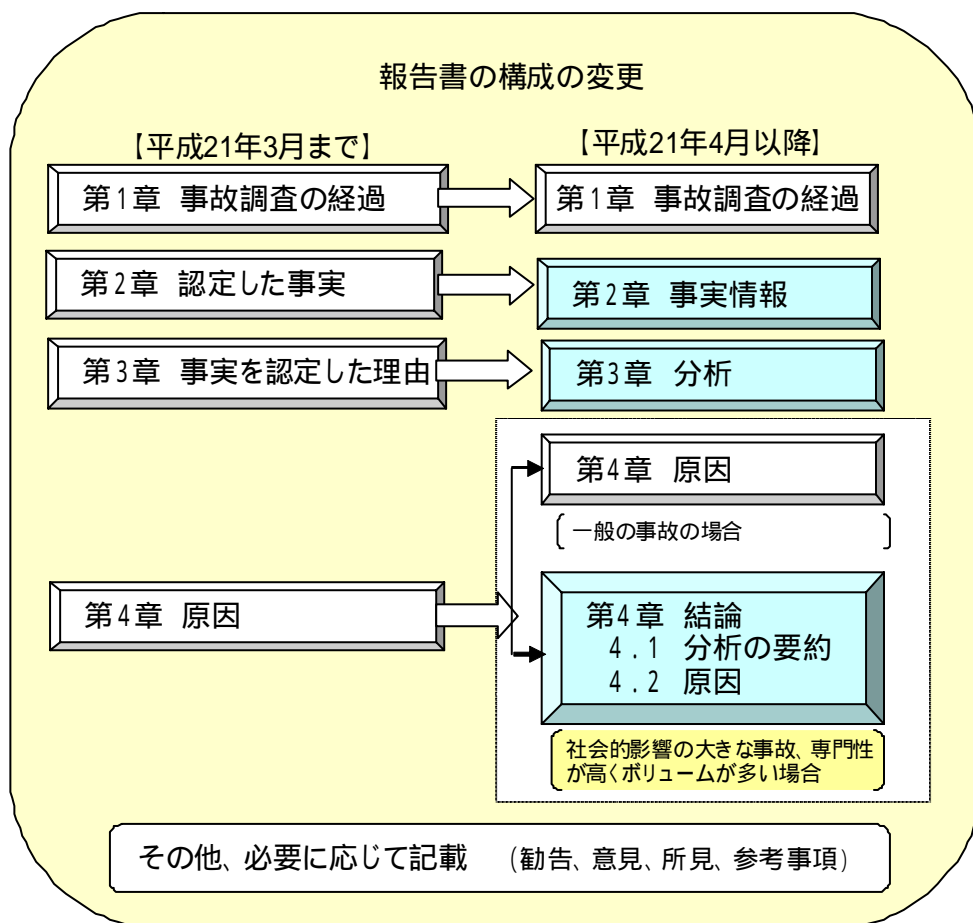 報告書の構成の変更
【平成21年3月まで】
【平成21年4月以降】
第1章 事故調査の経過
第1章 事故調査の経過
第2章 認定した事実
第2章 事実情報
第3章 事実を認定した理由
第3章 分析
第4章 原因
一般の事故の場合
第4章 原因
第4章 結論
4.1 分析の要約
4.2 原因
社会的影響の大きな事故、専門性
が高くボリュームが多い場合
その他、必要に応じて記載 (勧告、意見、所見、参考事項)